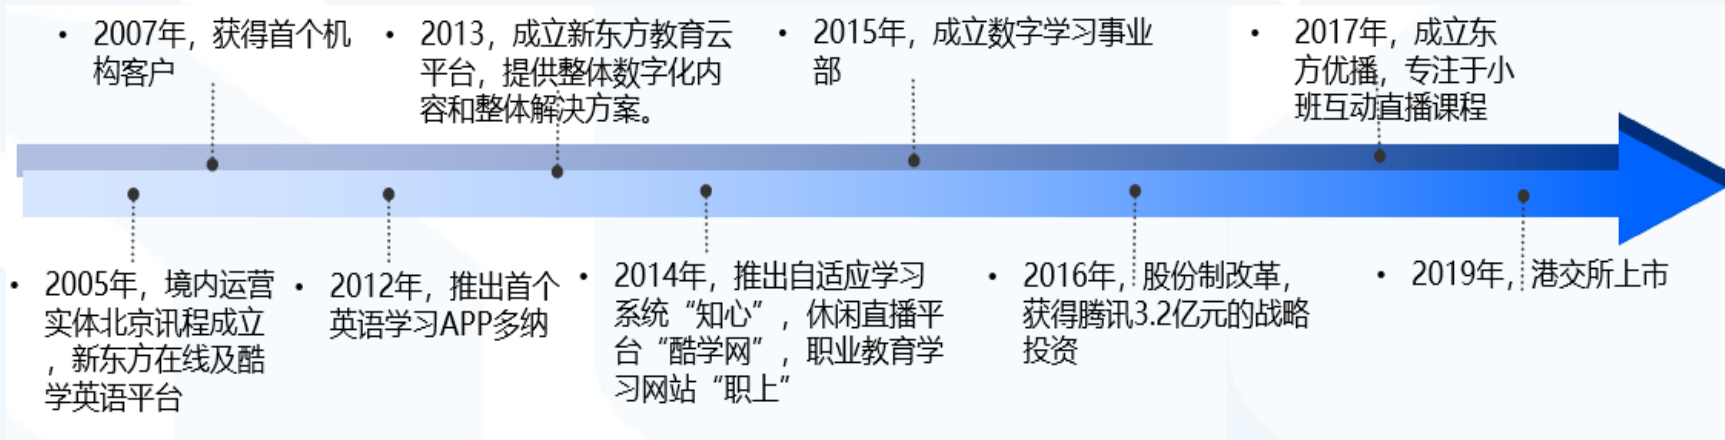 • 2007年，获得首个机
构客户
• 2013，成立新东方教育云
平台，提供整体数字化内
容和整体解决方案。
• 2015年，成立数字学习事业
部
• 2017年，成立东
方优播，专注于小
班互动直播课程
• 2005年，境内运营
实体北京讯程成立
，新东方在线及酷
学英语平台
• 2012年，推出首个
英语学习APP多纳
• 2014年，推出自适应学习
系统“知心”，休闲直播平
台“酷学网”，职业教育学
习网站“职上”
• 2016年，股份制改革，
获得腾讯3.2亿元的战略
投资
• 2019年，港交所上市